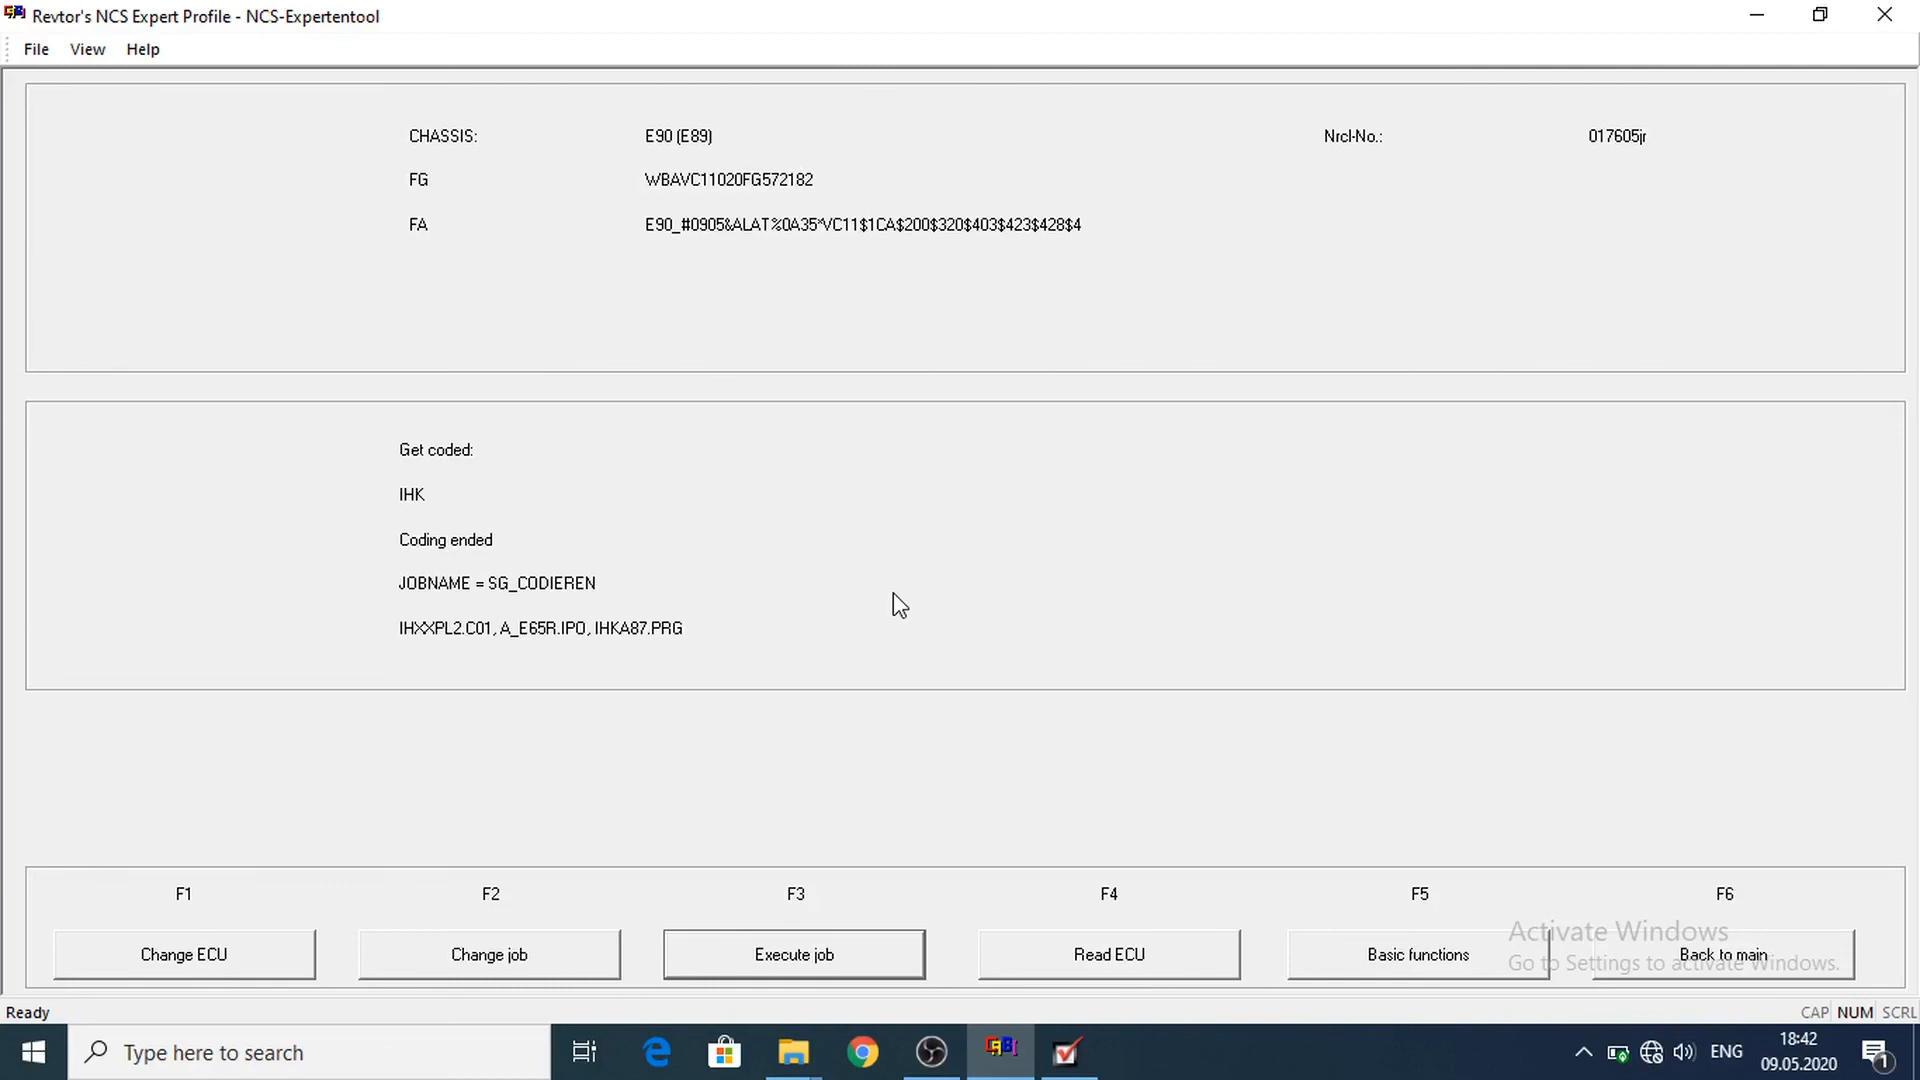 Revtor's NCS Expert Profile - NCS-Expertentool
File View Help
CHASSIS: E90 (E89) Nrcl-No.: 017605jr
FG WBAVC11020FG572182
FA E90_#0905&ALAT%0A35*VC11$1CA$200$320$403$423$428$4
Get coded:
IHK
Coding ended
JOBNAME = SG_CODIEREN
IHXXPL2.C01, A_E65R.IPO, IHKA87.PRG
F1 F2 F3 F4 F5 F6
Change ECU Change job Execute job Read ECU Basic functions Back to main
Activate Windows
Go to Settings to activate Windows.
Ready CAP NUM SCRL
Type here to search
ENG 18:42
09.05.2020
1